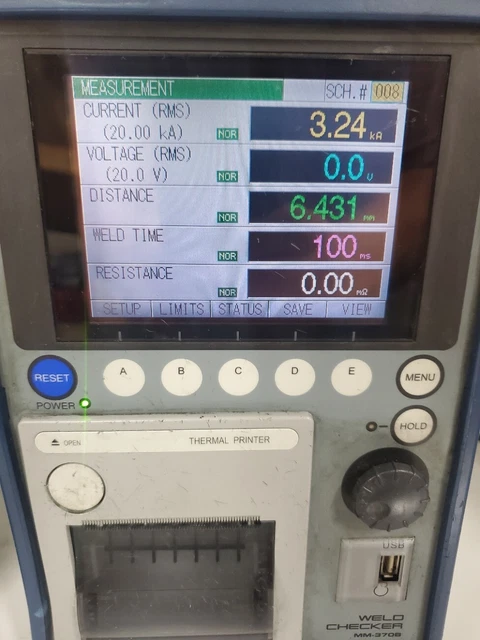 MEASUREMENT SCH.# 008
CURRENT (RMS)
(20.00 kA) NOR 3.24 kA
VOLTAGE (RMS)
(20.0 V) NOR 0.0 V
DISTANCE
NOR 6.431 mm
WELD TIME
NOR 100 ms
RESISTANCE
NOR 0.00 mΩ
SETUP LIMITS STATUS SAVE VIEW
RESET A B C D E MENU
POWER
HOLD
OPEN THERMAL PRINTER
USB
WELD
CHECKER
MM-370B